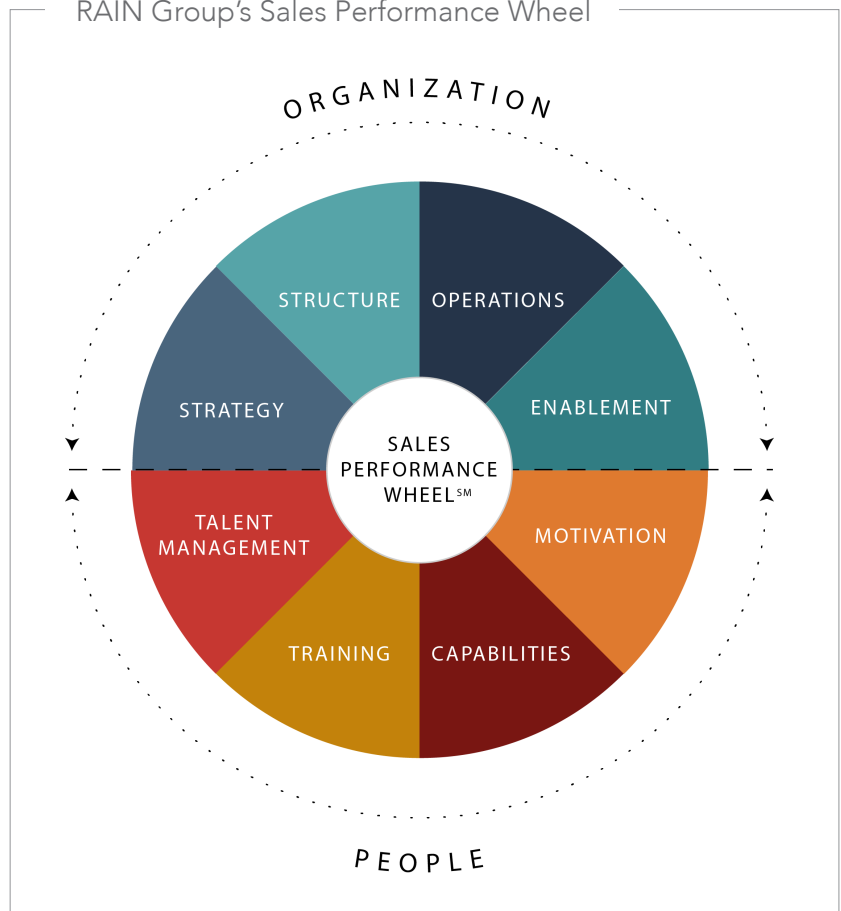 RAIN Group's Sales Performance Wheel
ORGANIZATION
STRUCTURE
OPERATIONS
STRATEGY
ENABLEMENT
SALES
PERFORMANCE
WHEEL℠
TALENT
MANAGEMENT
MOTIVATION
TRAINING
CAPABILITIES
PEOPLE